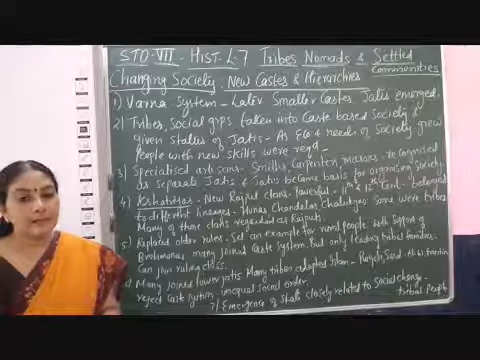 STD-VII - HIST-L-7 Tribes Nomads & Settled Communities
Changing Society - New Castes & Hierarchies
1) Varna System - Later Smaller Castes Jatis emerged.
2) Tribes, Social grps taken into Caste based Society &
given Status of Jatis - As & needs of Society grew
People with new skills were reqd.
3) Specialised artisans - Smiths, Carpenters, masons - recognised
as separate Jatis & Jatis became basis for organising Society
4) Kshatriyas - New Rajput clans - powerful - 11th & 12th Cent - belonged
to different lineages - Hunas, Chandelas Chalukyas Some were tribes
Many of these clans regarded as Rajputs.
5) Replaced older rulers - Set an example for rural people. With Support of
Brahmanas many joined Caste System. But only leading tribal families
Can join ruling class.
6) Many joined lower Jatis. Many tribes adopted Islam - Punjab, Sind N.W. frontier
reject Caste System, unequal Social order. tribal people
7) Emergence of State closely related to Social change